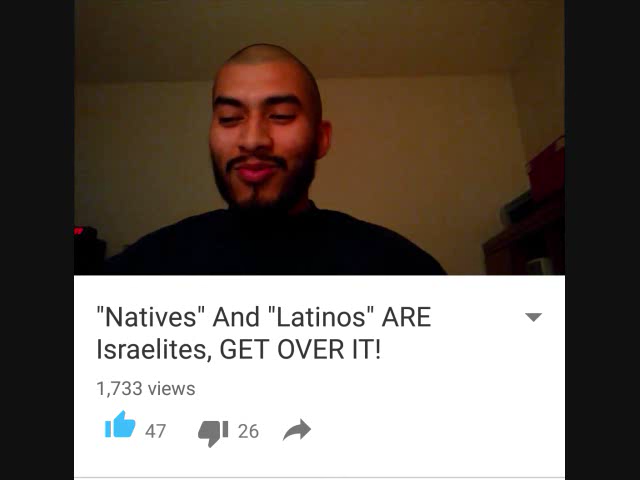 "Natives" And "Latinos" ARE
Israelites, GET OVER IT!
1,733 views
47
26